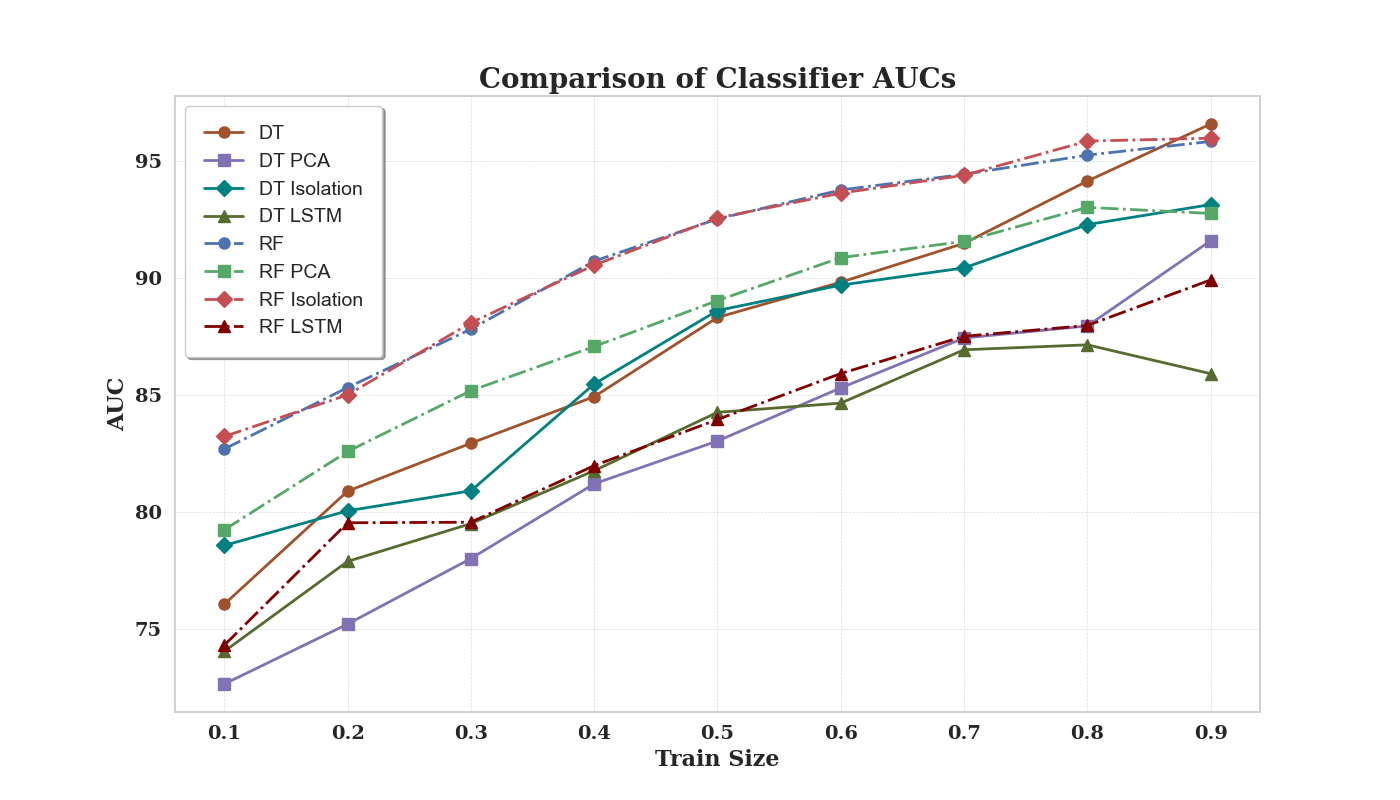 Comparison of Classifier AUCs
DT
DT PCA
DT Isolation
DT LSTM
RF
RF PCA
RF Isolation
RF LSTM
95
90
85
80
75
AUC
0.1 0.2 0.3 0.4 0.5 0.6 0.7 0.8 0.9
Train Size